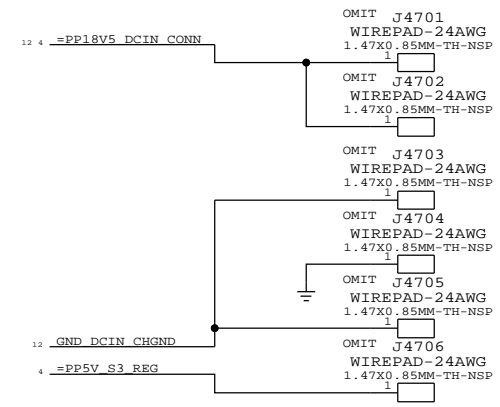 OMIT J4701
WIREPAD-24AWG
1.47X0.85MM-TH-NSP
12 4 =PP18V5_DCIN_CONN
1
OMIT J4702
WIREPAD-24AWG
1.47X0.85MM-TH-NSP
1
OMIT J4703
WIREPAD-24AWG
1.47X0.85MM-TH-NSP
1
OMIT J4704
WIREPAD-24AWG
1.47X0.85MM-TH-NSP
1
OMIT J4705
WIREPAD-24AWG
1.47X0.85MM-TH-NSP
1
12 GND_DCIN_CHGND
OMIT J4706
WIREPAD-24AWG
4 =PP5V_S3_REG
1.47X0.85MM-TH-NSP
1